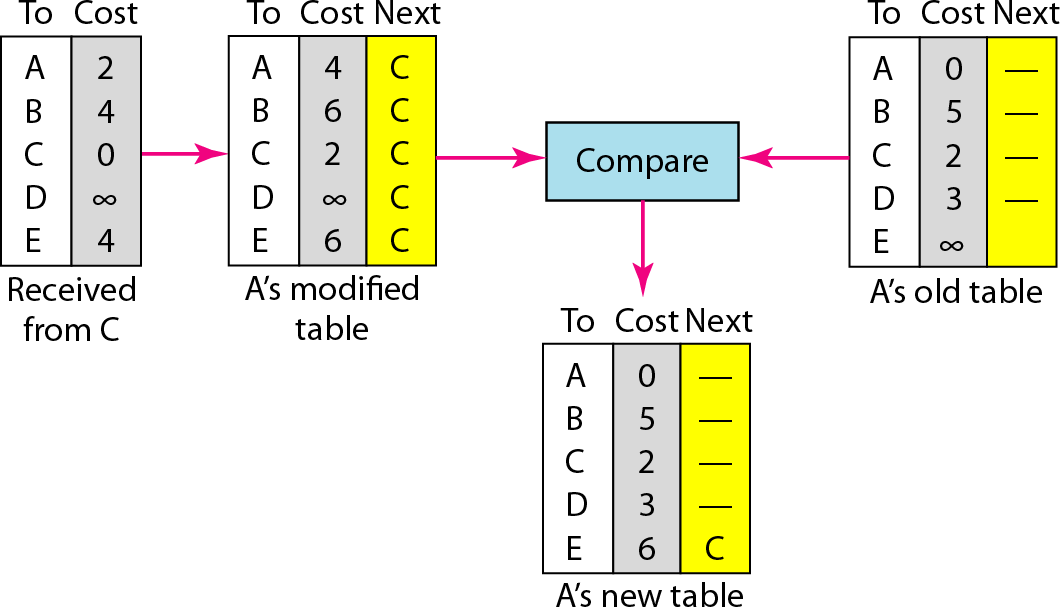 To Cost
A 2
B 4
C 0
D ∞
E 4
Received
from C
To Cost Next
A 4 C
B 6 C
C 2 C
D ∞ C
E 6 C
A's modified
table
Compare
To Cost Next
A 0 —
B 5 —
C 2 —
D 3 —
E ∞
A's old table
To Cost Next
A 0 —
B 5 —
C 2 —
D 3 —
E 6 C
A's new table